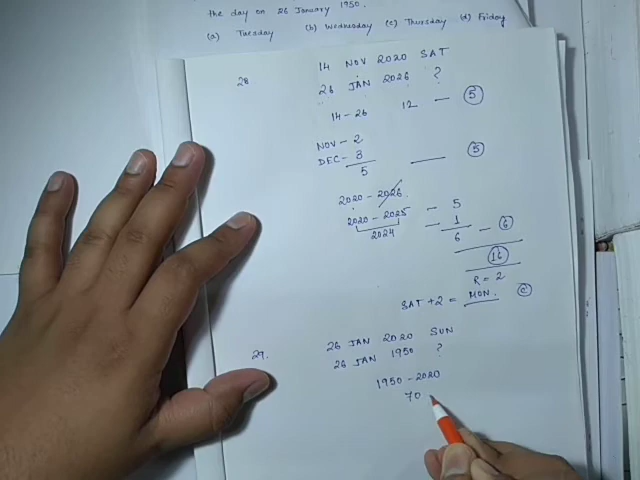 the day on 26 January 1950.
(a) Tuesday (b) Wednesday (c) Thursday (d) Friday
28 14 NOV 2020 SAT
26 JAN 2026 ?
14-26 12 — 5
NOV - 2
DEC - 3
5 — 5
2020 - 2026.
2020 - 2025 - 5
2024 - 1
6 - 6
16
R = 2
SAT + 2 = MON. C
29. 26 JAN 2020 SUN
26 JAN 1950 ?
1950 - 2020
70